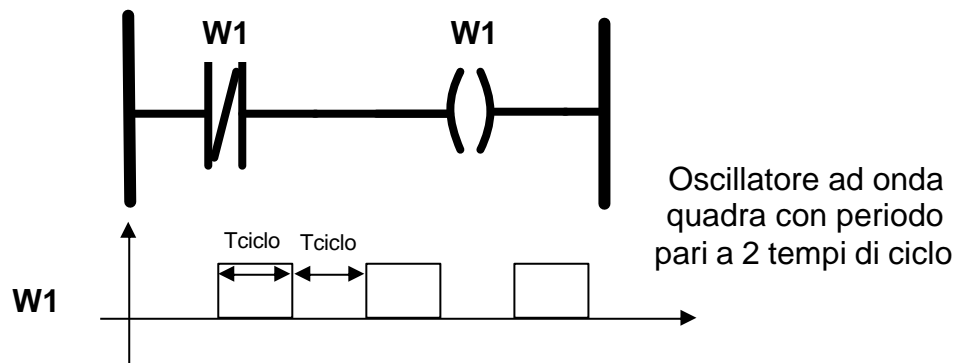 W1 W1
Oscillatore ad onda
quadra con periodo
pari a 2 tempi di ciclo
Tciclo Tciclo
W1